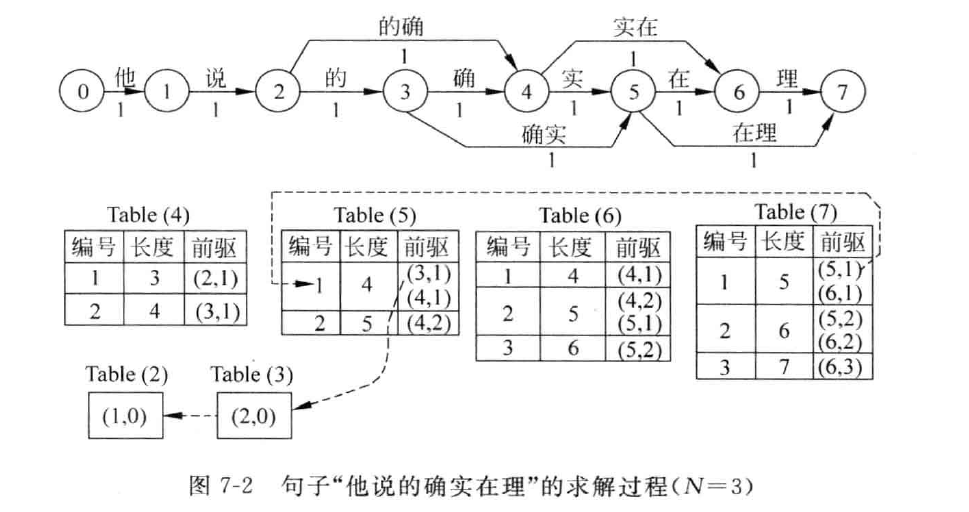 的确 实在
1 1
0 他 1 说 2 的 3 确 4 实 5 在 6 理 7
1 1 1 1 1 1 1
确实 在理
1 1
Table (4) Table (5) Table (6) Table (7)
编号 长度 前驱
1 3 (2,1)
2 4 (3,1)
编号 长度 前驱
1 4 (3,1)
(4,1)
2 5 (4,2)
编号 长度 前驱
1 4 (4,1)
2 5 (4,2)
(5,1)
3 6 (5,2)
编号 长度 前驱
1 5 (5,1)
(6,1)
2 6 (5,2)
(6,2)
3 7 (6,3)
Table (2) Table (3)
(1,0) (2,0)
图 7-2 句子“他说的确实在理”的求解过程(N=3)